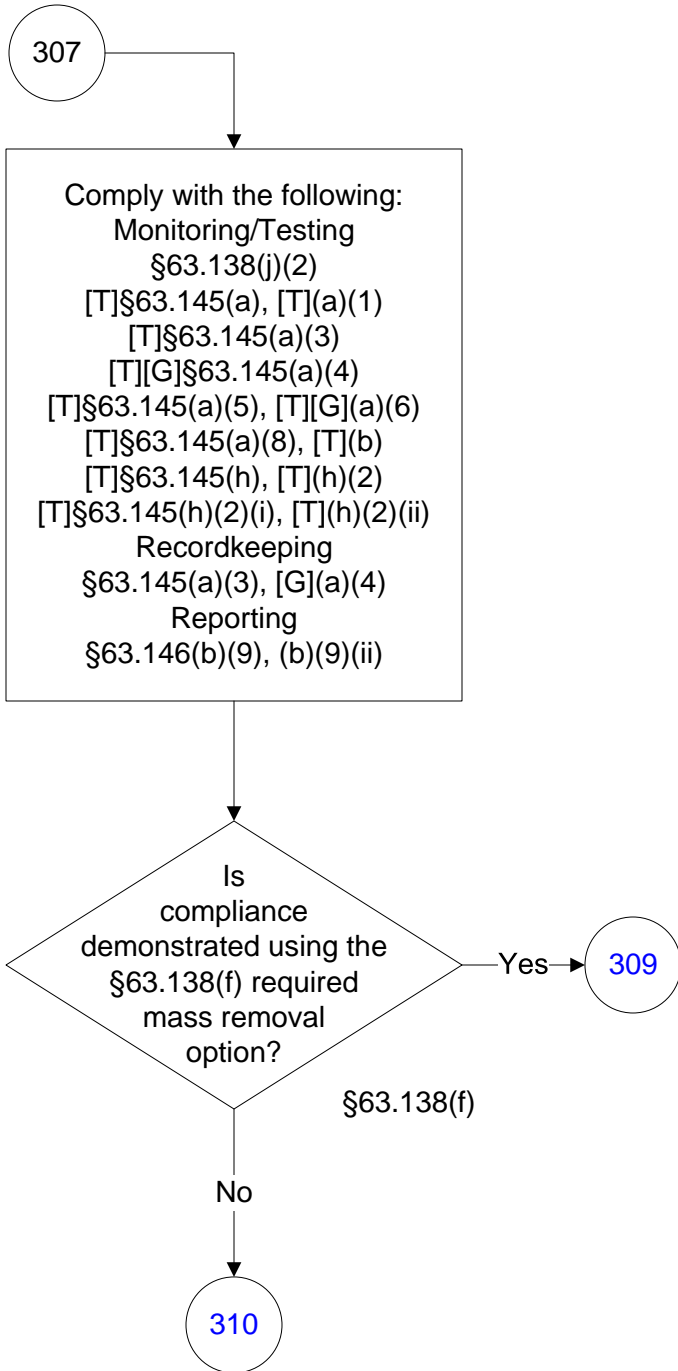 307
Comply with the following:
Monitoring/Testing
§63.138(j)(2)
[T]§63.145(a), [T](a)(1)
[T]§63.145(a)(3)
[T][G]§63.145(a)(4)
[T]§63.145(a)(5), [T][G](a)(6)
[T]§63.145(a)(8), [T](b)
[T]§63.145(h), [T](h)(2)
[T]§63.145(h)(2)(i), [T](h)(2)(ii)
Recordkeeping
§63.145(a)(3), [G](a)(4)
Reporting
§63.146(b)(9), (b)(9)(ii)
Is
compliance
demonstrated using the
§63.138(f) required
mass removal
option?
Yes
309
§63.138(f)
No
310